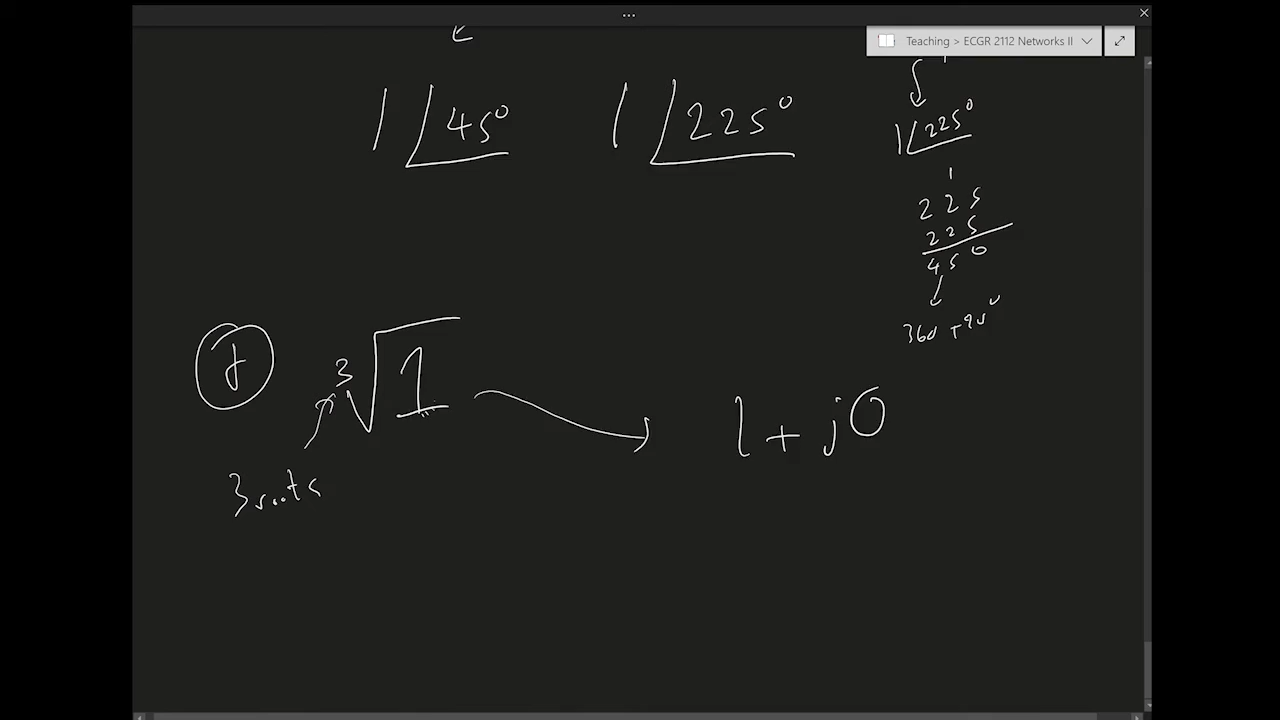 Teaching > ECGR 2112 Networks II
1∠45° 1∠225°
1∠225°
1
225
225
450
360 + 90°
∛1
1 + j0
3 roots